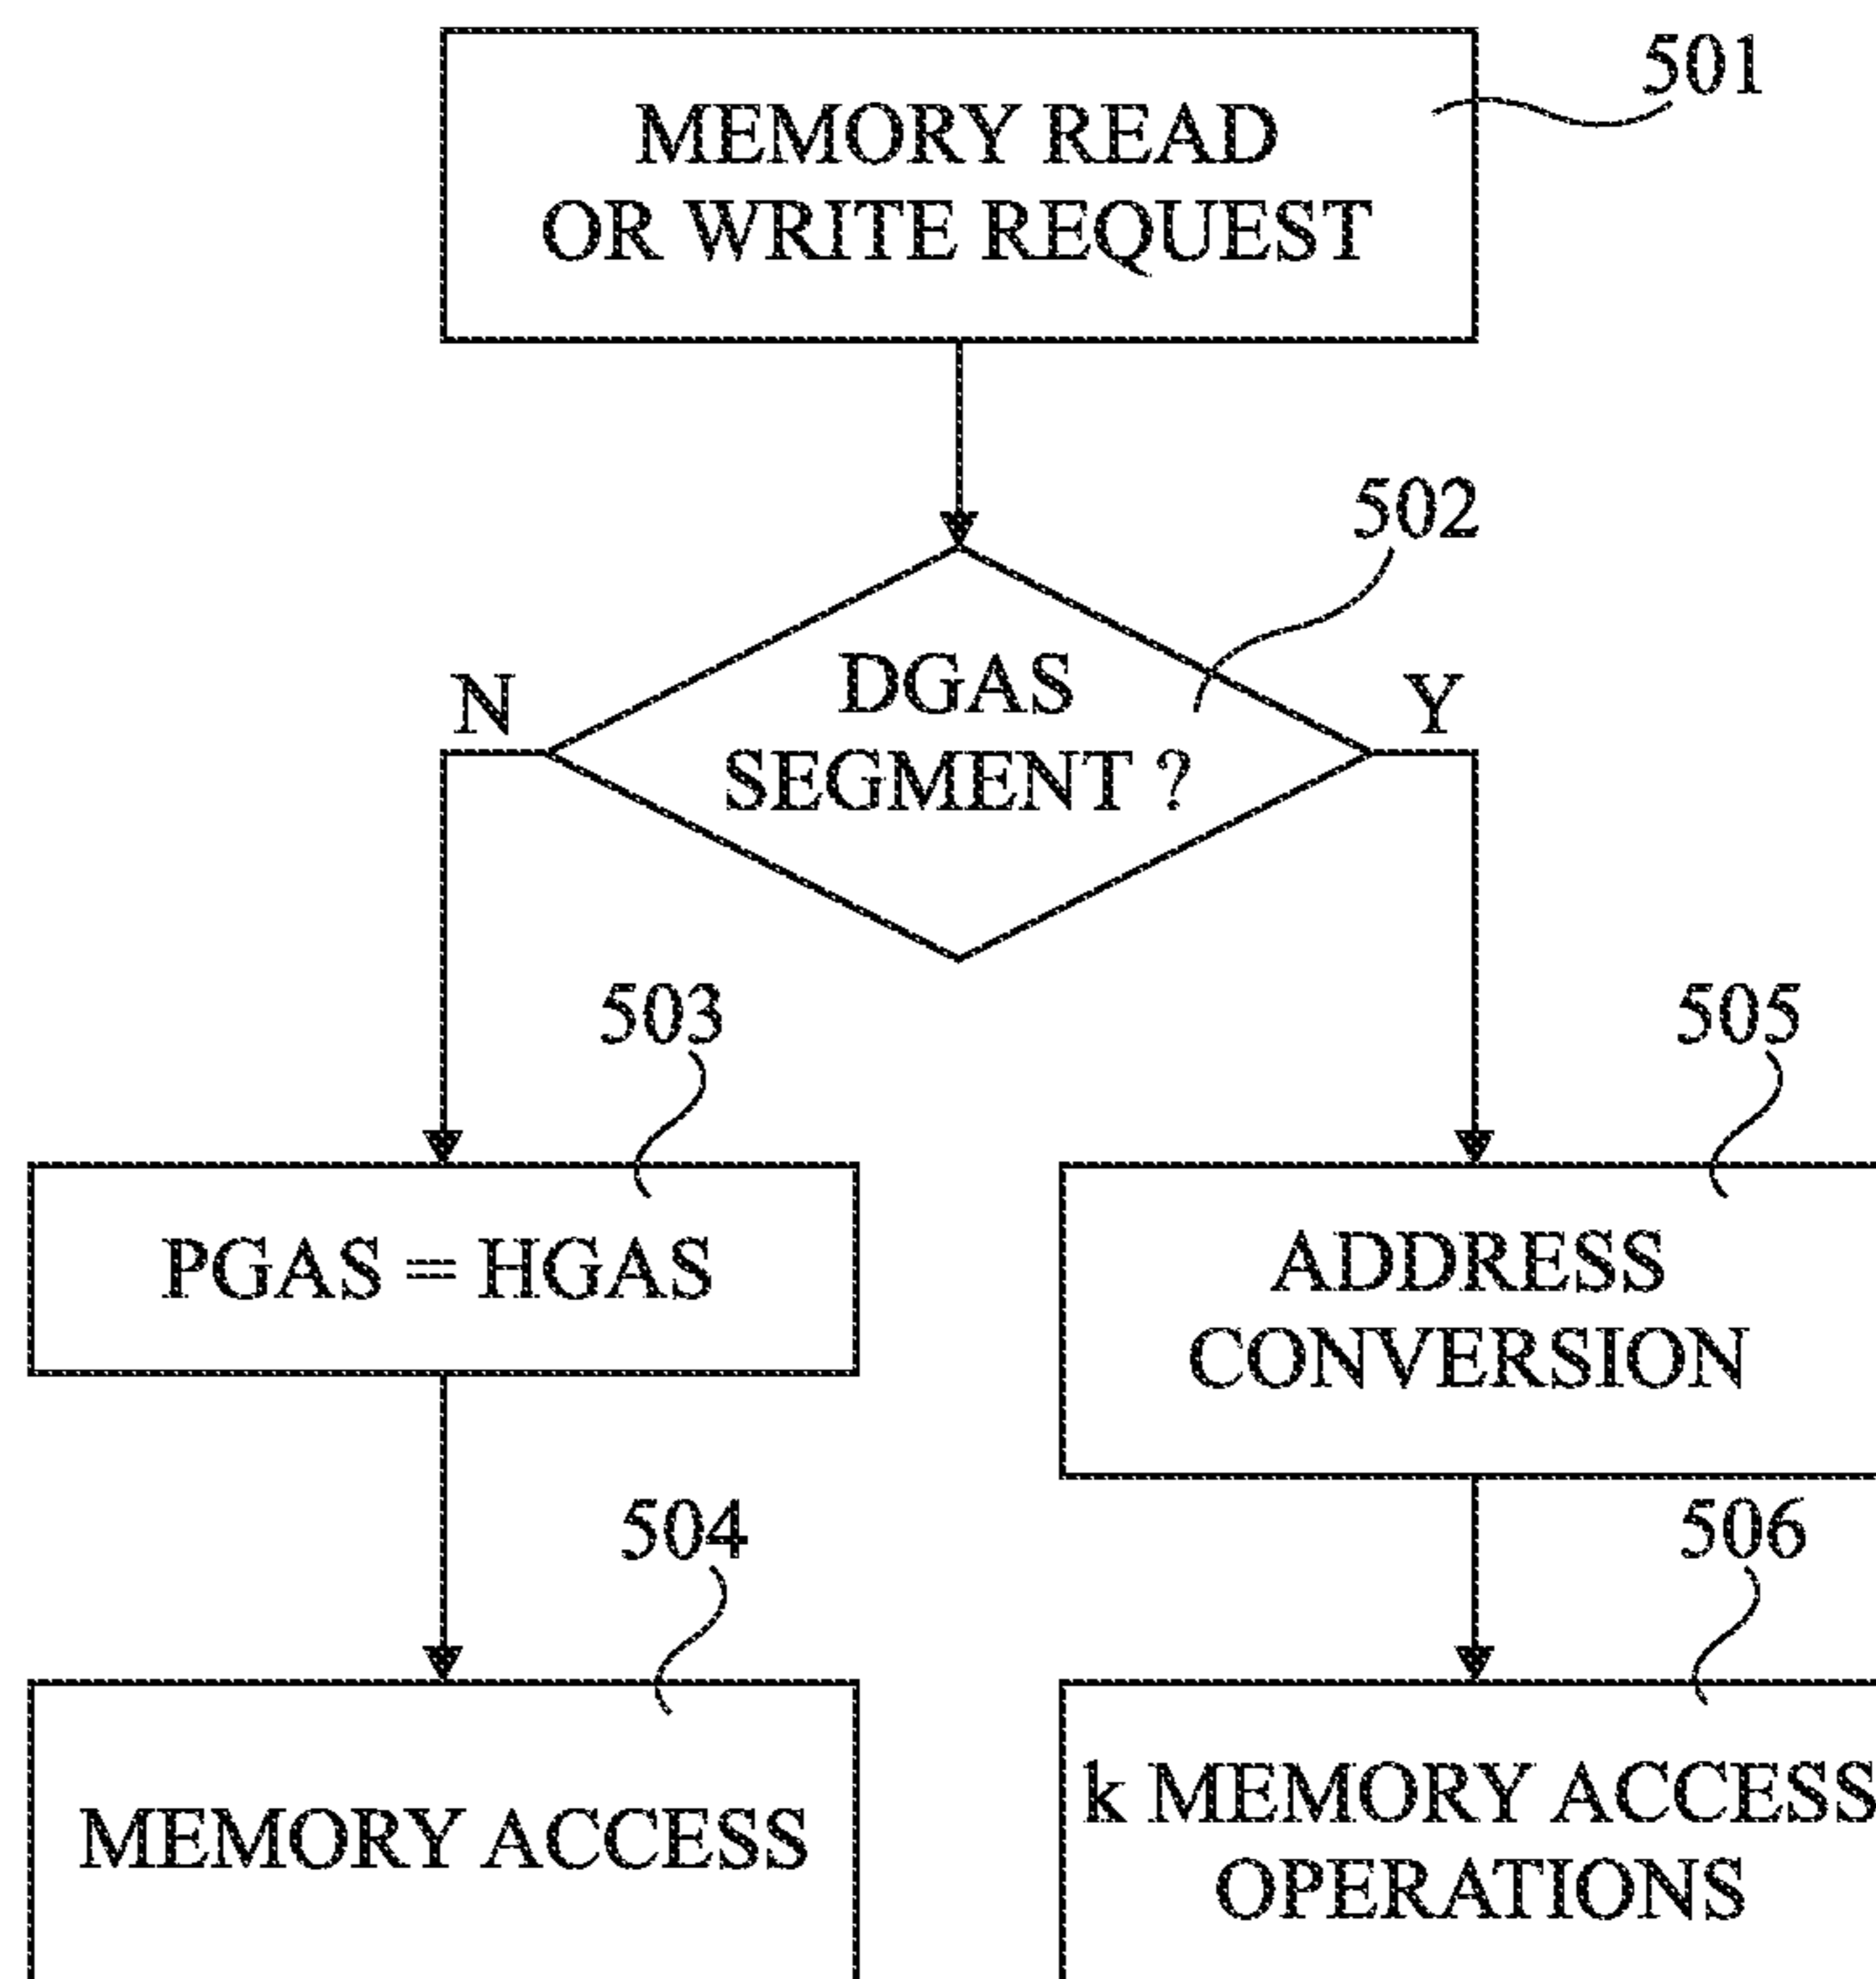 501
MEMORY READ
OR WRITE REQUEST
502
N
DGAS
Y
SEGMENT ?
503
505
PGAS = HGAS
ADDRESS
CONVERSION
504
506
MEMORY ACCESS
k MEMORY ACCESS
OPERATIONS